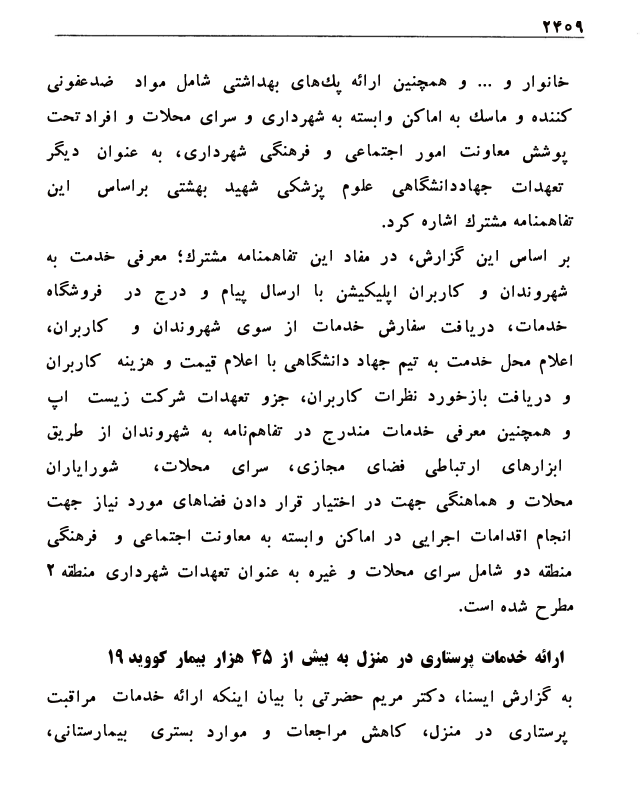 ۲۴۰۹
خانوار و ... و همچنین ارائه پك‌های بهداشتی شامل مواد ضدعفونی
کننده و ماسك به اماکن وابسته به شهرداری و سرای محلات و افراد تحت
پوشش معاونت امور اجتماعی و فرهنگی شهرداری، به عنوان دیگر
تعهدات جهاددانشگاهی علوم پزشکی شهید بهشتی براساس این
تفاهمنامه مشترك اشاره کرد.
بر اساس این گزارش، در مفاد این تفاهمنامه مشترك؛ معرفی خدمت به
شهروندان و کاربران اپلیکیشن با ارسال پیام و درج در فروشگاه
خدمات، دریافت سفارش خدمات از سوی شهروندان و کاربران،
اعلام محل خدمت به تیم جهاد دانشگاهی با اعلام قیمت و هزینه کاربران
و دریافت بازخورد نظرات کاربران، جزو تعهدات شرکت زیست اپ
و همچنین معرفی خدمات مندرج در تفاهم‌نامه به شهروندان از طریق
ابزارهای ارتباطی فضای مجازی، سرای محلات، شورایاران
محلات و هماهنگی جهت در اختیار قرار دادن فضاهای مورد نیاز جهت
انجام اقدامات اجرایی در اماکن وابسته به معاونت اجتماعی و فرهنگی
منطقه دو شامل سرای محلات و غیره به عنوان تعهدات شهرداری منطقه ۲
مطرح شده است.
ارائه خدمات پرستاری در منزل به بیش از ۴۵ هزار بیمار کووید ۱۹
به گزارش ایسنا، دکتر مریم حضرتی با بیان اینکه ارائه خدمات مراقبت
پرستاری در منزل، کاهش مراجعات و موارد بستری بیمارستانی،